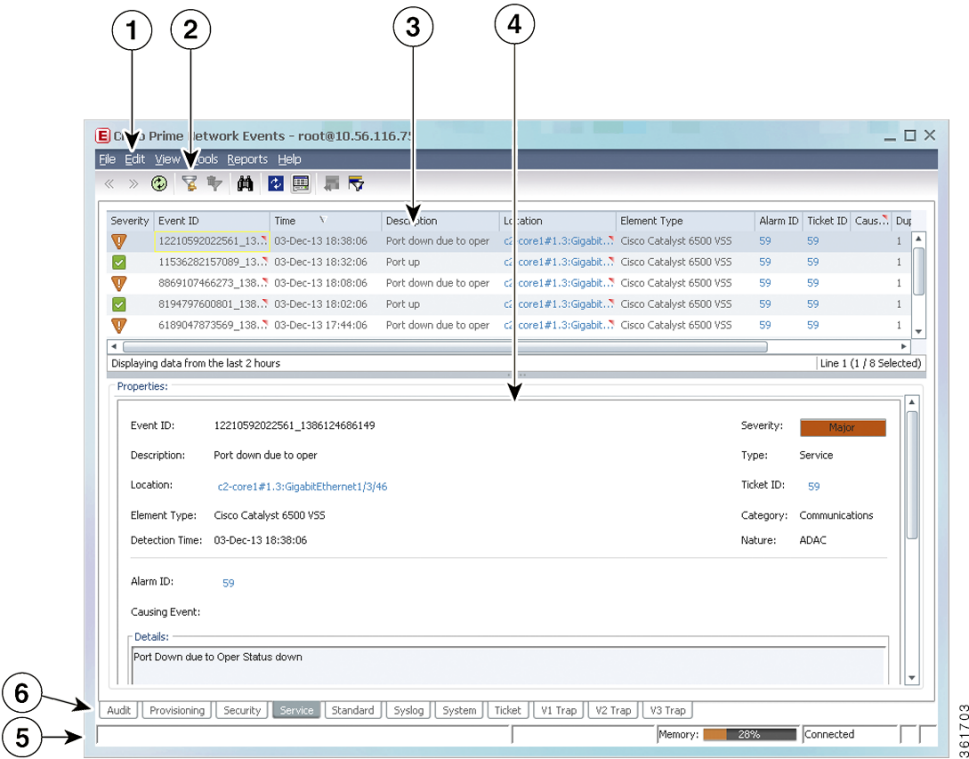 1
2
3
4
Cisco Prime Network Events - root@10.56.116.75
File Edit View Tools Reports Help
Severity Event ID Time Description Location Element Type Alarm ID Ticket ID Caus... Dup
12210592022561_13... 03-Dec-13 18:38:06 Port down due to oper c2-core1#1.3:Gigabit... Cisco Catalyst 6500 VSS 59 59 1
11536282157089_13... 03-Dec-13 18:32:06 Port up c2-core1#1.3:Gigabit... Cisco Catalyst 6500 VSS 59 59 1
8869107466273_138... 03-Dec-13 18:08:06 Port down due to oper c2-core1#1.3:Gigabit... Cisco Catalyst 6500 VSS 59 59 1
8194797600801_138... 03-Dec-13 18:02:06 Port up c2-core1#1.3:Gigabit... Cisco Catalyst 6500 VSS 59 59 1
6189047873569_138... 03-Dec-13 17:44:06 Port down due to oper c2-core1#1.3:Gigabit... Cisco Catalyst 6500 VSS 59 59 1
Displaying data from the last 2 hours Line 1 (1 / 8 Selected)
Properties:
Event ID: 12210592022561_1386124686149 Severity: Major
Description: Port down due to oper Type: Service
Location: c2-core1#1.3:GigabitEthernet1/3/46 Ticket ID: 59
Element Type: Cisco Catalyst 6500 VSS Category: Communications
Detection Time: 03-Dec-13 18:38:06 Nature: ADAC
Alarm ID: 59
Causing Event:
Details:
Port Down due to Oper Status down
6
Audit Provisioning Security Service Standard Syslog System Ticket V1 Trap V2 Trap V3 Trap
5
Memory: 28% Connected
361703